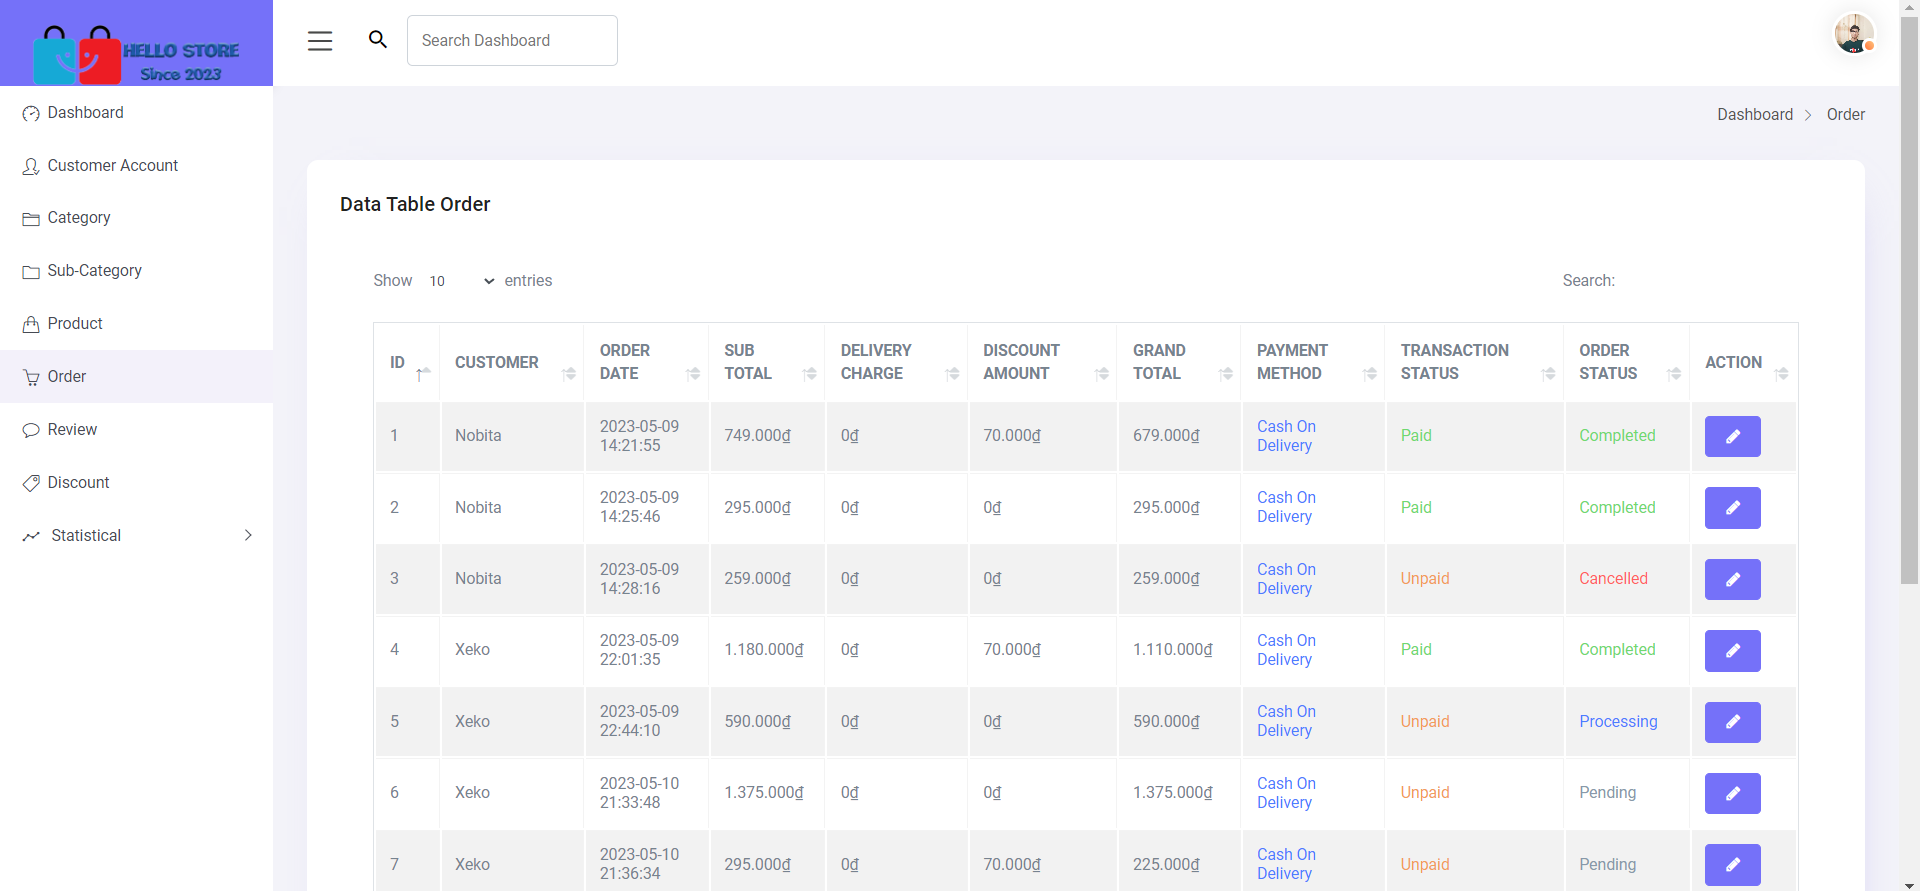 HELLO STORE
Since 2023
Search Dashboard
Dashboard
Customer Account
Category
Sub-Category
Product
Order
Review
Discount
Statistical
Dashboard > Order
Data Table Order
Show 10 entries
Search:
ID CUSTOMER ORDER DATE SUB TOTAL DELIVERY CHARGE DISCOUNT AMOUNT GRAND TOTAL PAYMENT METHOD TRANSACTION STATUS ORDER STATUS ACTION
1 Nobita 2023-05-09 14:21:55 749.000₫ 0₫ 70.000₫ 679.000₫ Cash On Delivery Paid Completed
2 Nobita 2023-05-09 14:25:46 295.000₫ 0₫ 0₫ 295.000₫ Cash On Delivery Paid Completed
3 Nobita 2023-05-09 14:28:16 259.000₫ 0₫ 0₫ 259.000₫ Cash On Delivery Unpaid Cancelled
4 Xeko 2023-05-09 22:01:35 1.180.000₫ 0₫ 70.000₫ 1.110.000₫ Cash On Delivery Paid Completed
5 Xeko 2023-05-09 22:44:10 590.000₫ 0₫ 0₫ 590.000₫ Cash On Delivery Unpaid Processing
6 Xeko 2023-05-10 21:33:48 1.375.000₫ 0₫ 0₫ 1.375.000₫ Cash On Delivery Unpaid Pending
7 Xeko 2023-05-10 21:36:34 295.000₫ 0₫ 70.000₫ 225.000₫ Cash On Delivery Unpaid Pending